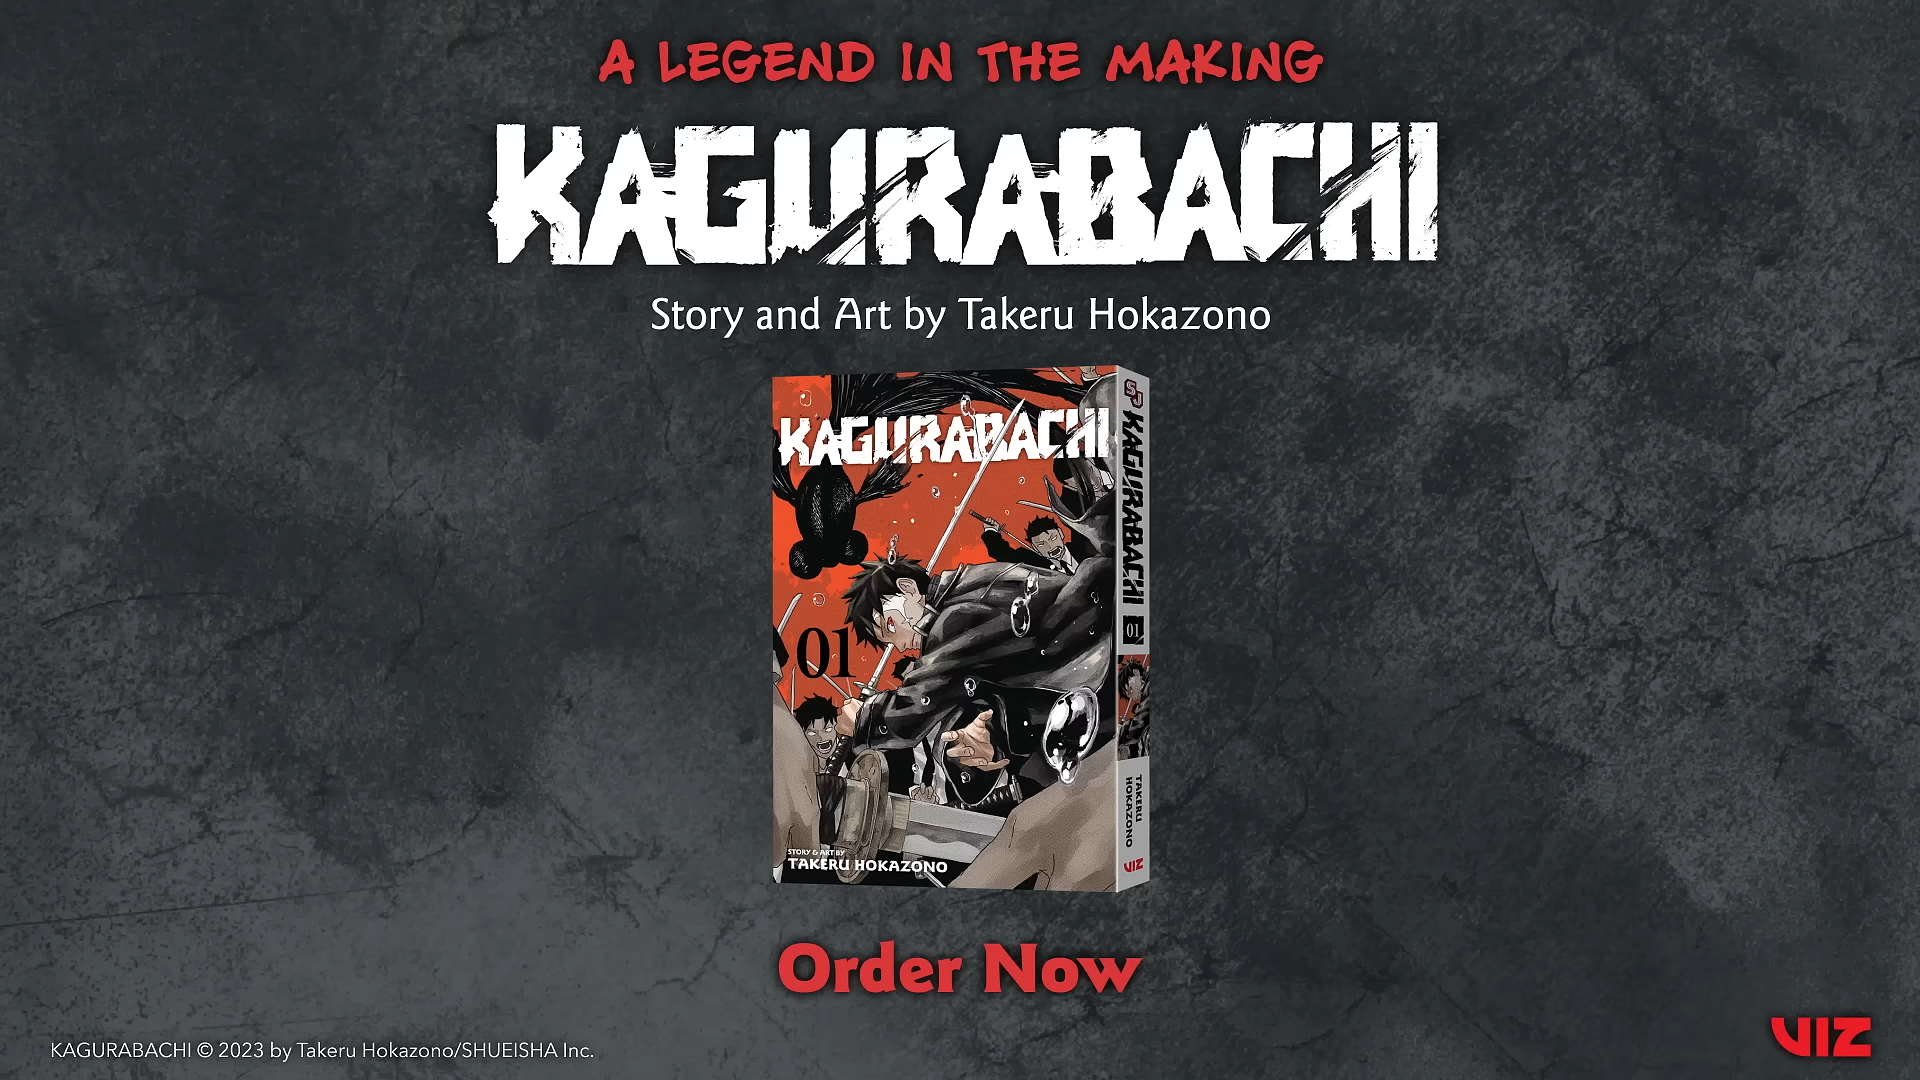 A LEGEND IN THE MAKING
KAGURABACHI
Story and Art by Takeru Hokazono
KAGURABACHI
01
STORY & ART BY
TAKERU HOKAZONO
SJ
KAGURABACHI
01
TAKERU
HOKAZONO
VIZ
Order Now
KAGURABACHI © 2023 by Takeru Hokazono/SHUEISHA Inc.
VIZ